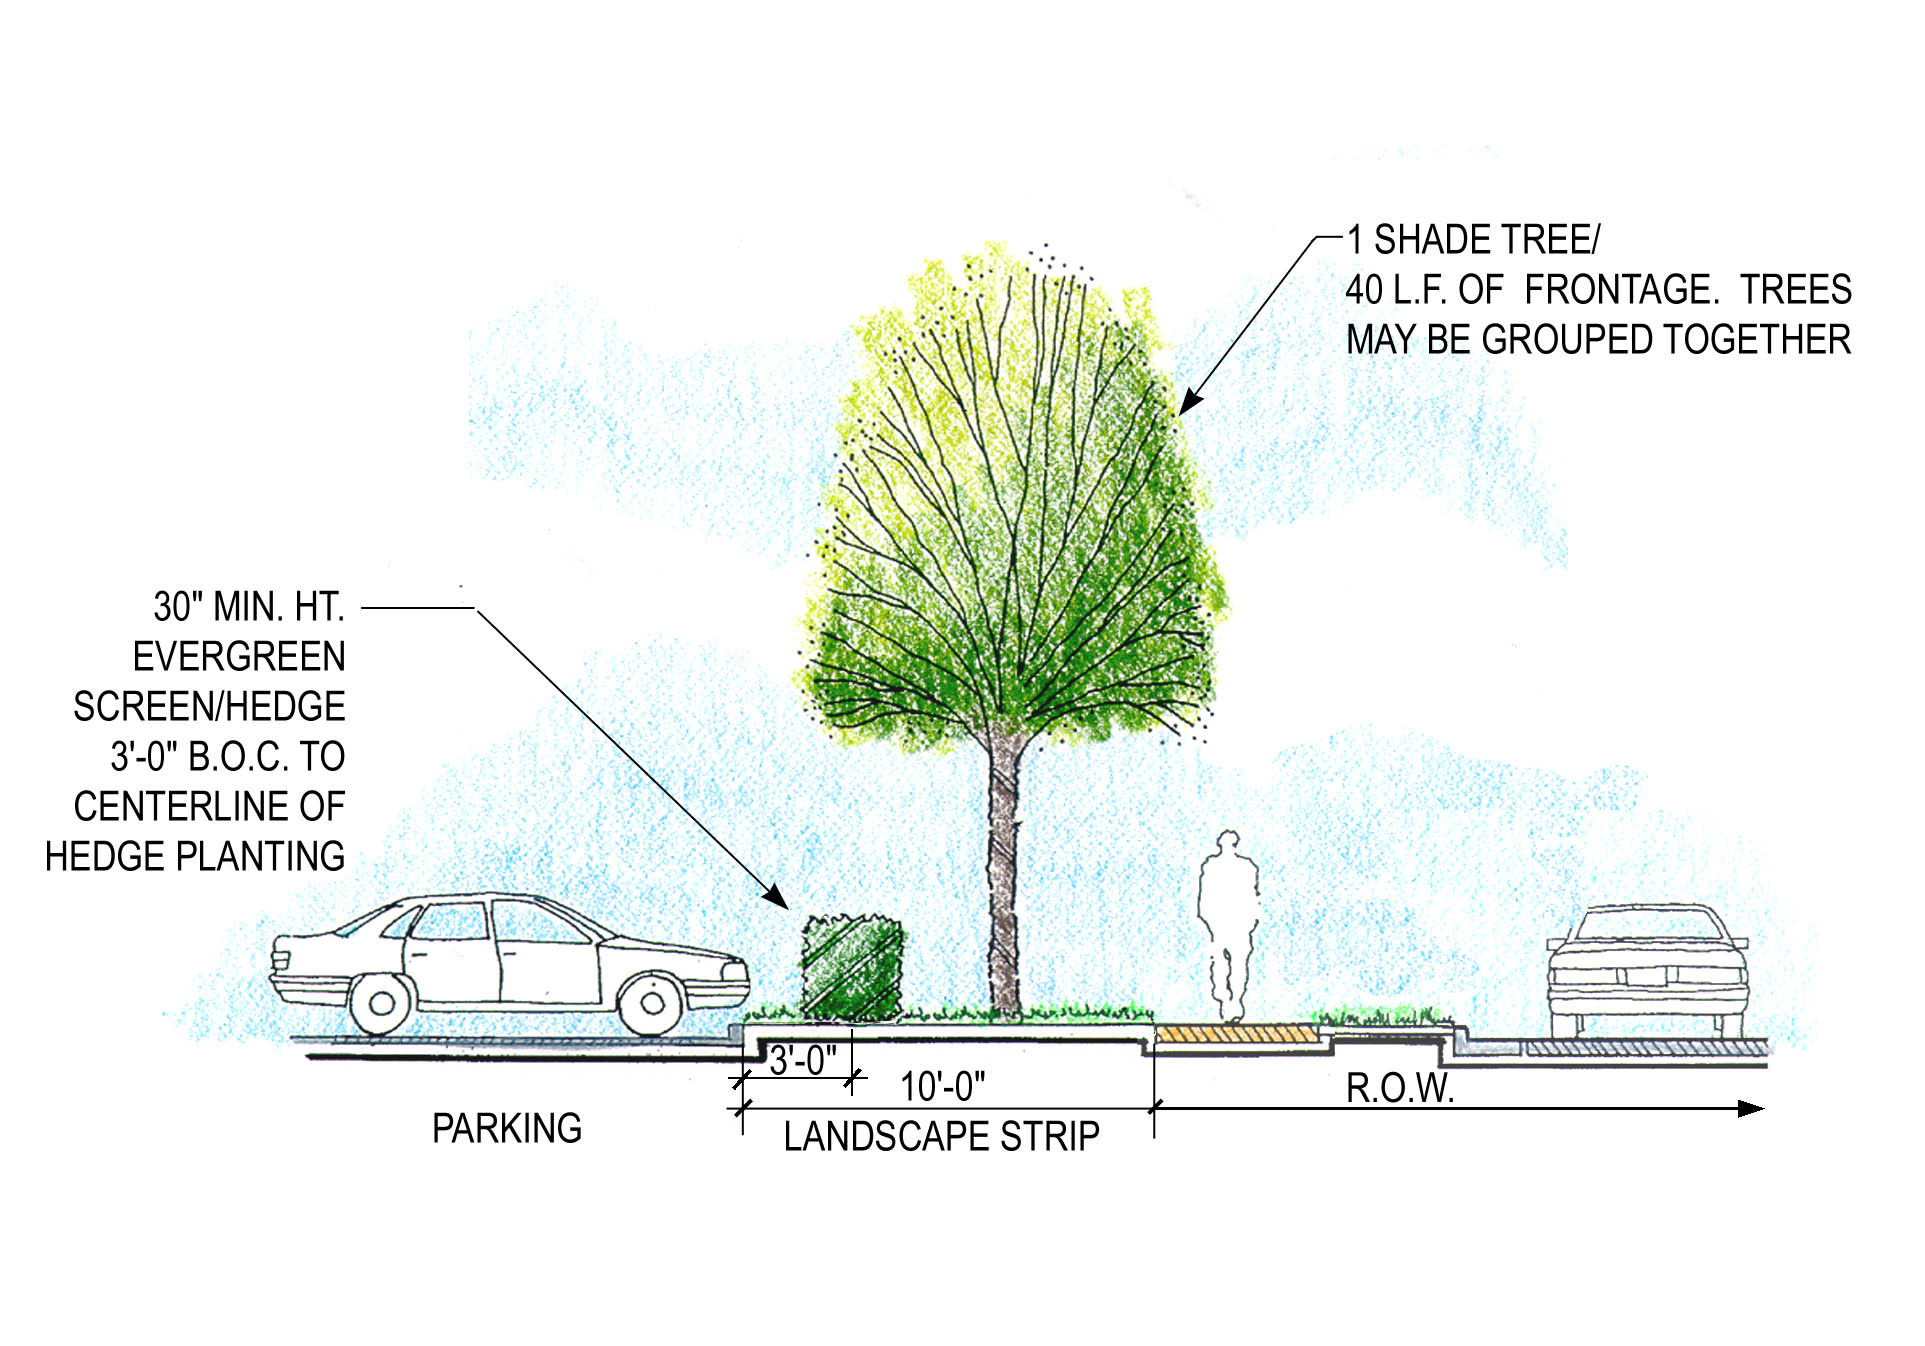 1 SHADE TREE/
40 L.F. OF FRONTAGE. TREES
MAY BE GROUPED TOGETHER
30" MIN. HT.
EVERGREEN
SCREEN/HEDGE
3'-0" B.O.C. TO
CENTERLINE OF
HEDGE PLANTING
3'-0"
10'-0"
R.O.W.
PARKING
LANDSCAPE STRIP